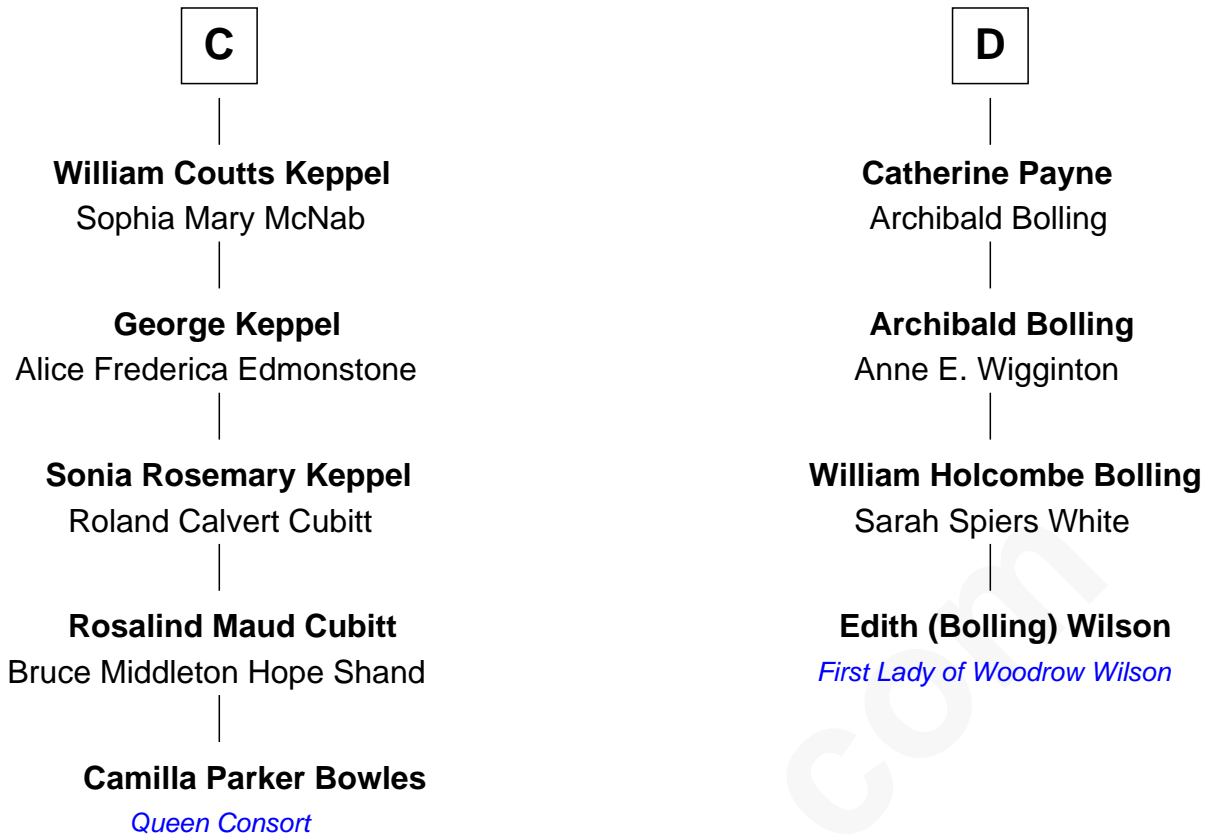 C
William Coutts Keppel
Sophia Mary McNab
George Keppel
Alice Frederica Edmonstone
Sonia Rosemary Keppel
Roland Calvert Cubitt
Rosalind Maud Cubitt
Bruce Middleton Hope Shand
Camilla Parker Bowles
Queen Consort
D
Catherine Payne
Archibald Bolling
Archibald Bolling
Anne E. Wigginton
William Holcombe Bolling
Sarah Spiers White
Edith (Bolling) Wilson
First Lady of Woodrow Wilson
com